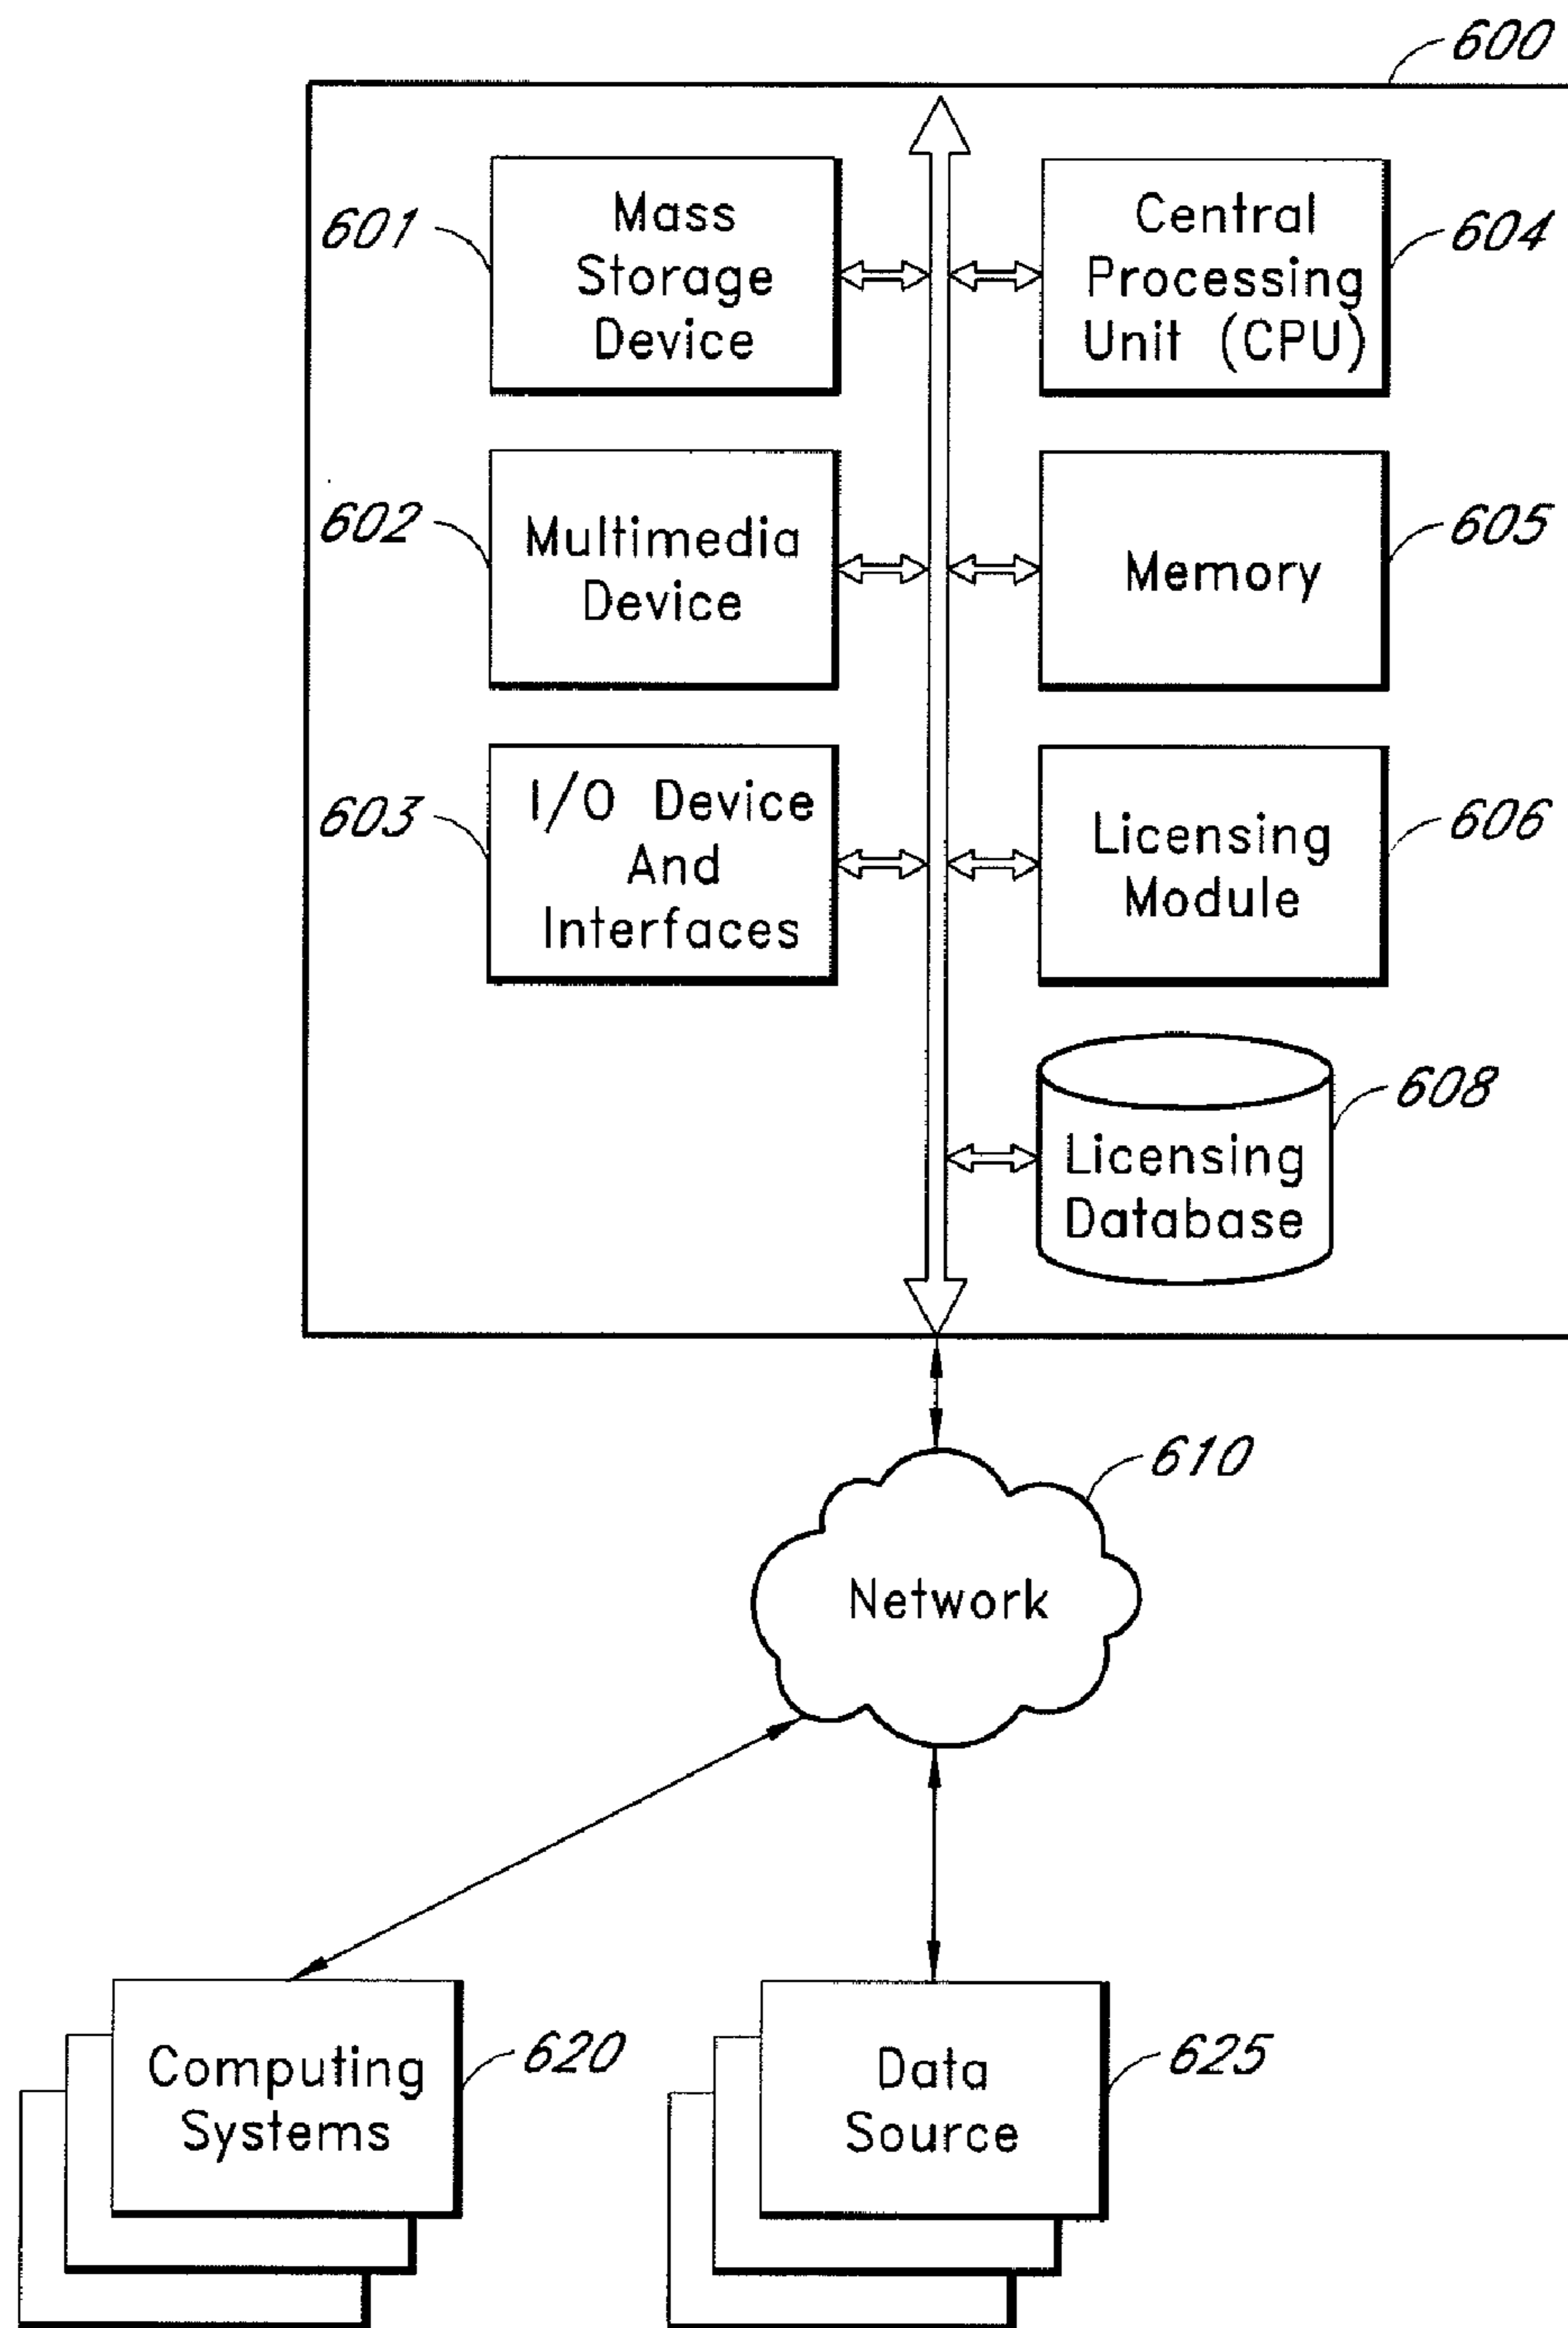 600
601
Mass
Storage
Device
Central
Processing
Unit (CPU)
604
602
Multimedia
Device
Memory
605
603
I/O Device
And
Interfaces
Licensing
Module
606
Licensing
Database
608
610
Network
Computing
Systems
620
Data
Source
625